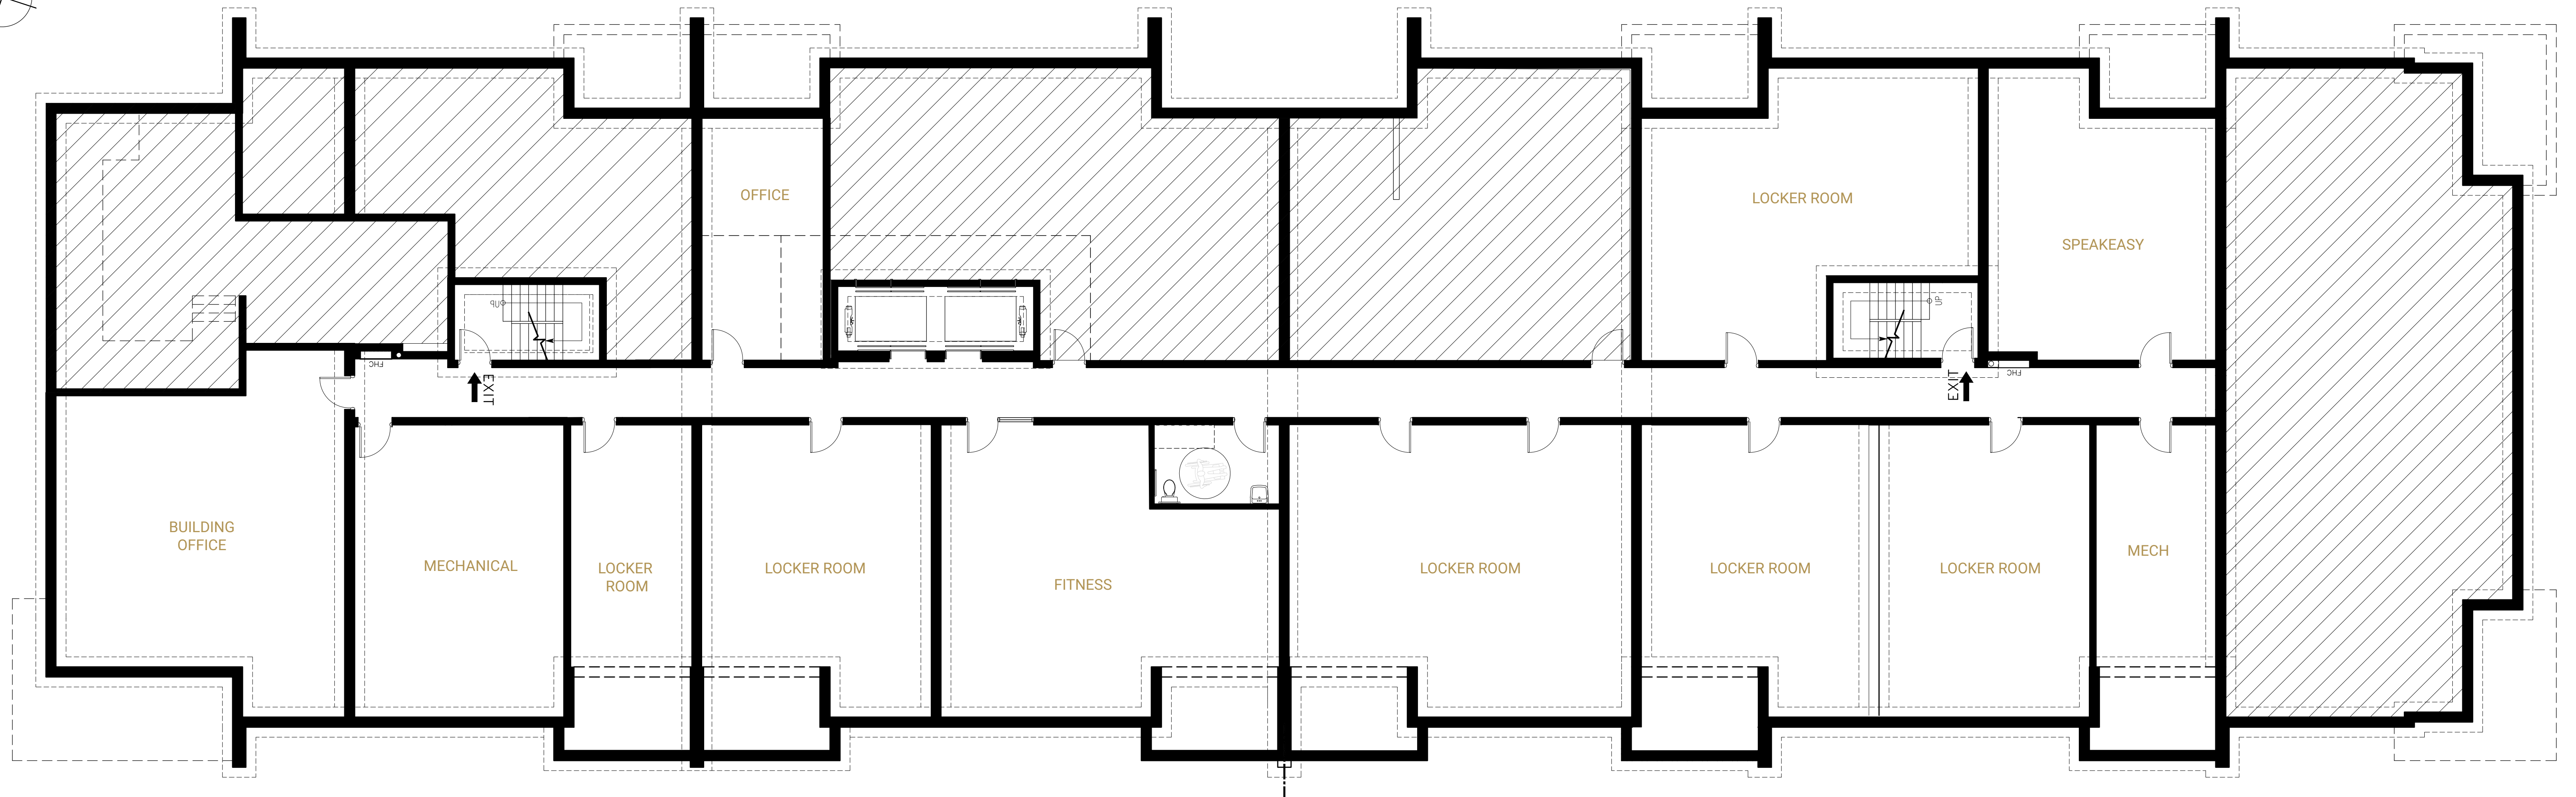 OFFICE
LOCKER ROOM
SPEAKEASY
UP
UP
FHC
EXIT
EXIT
FHC
BUILDING
OFFICE
MECHANICAL
LOCKER
ROOM
LOCKER ROOM
FITNESS
LOCKER ROOM
LOCKER ROOM
LOCKER ROOM
MECH